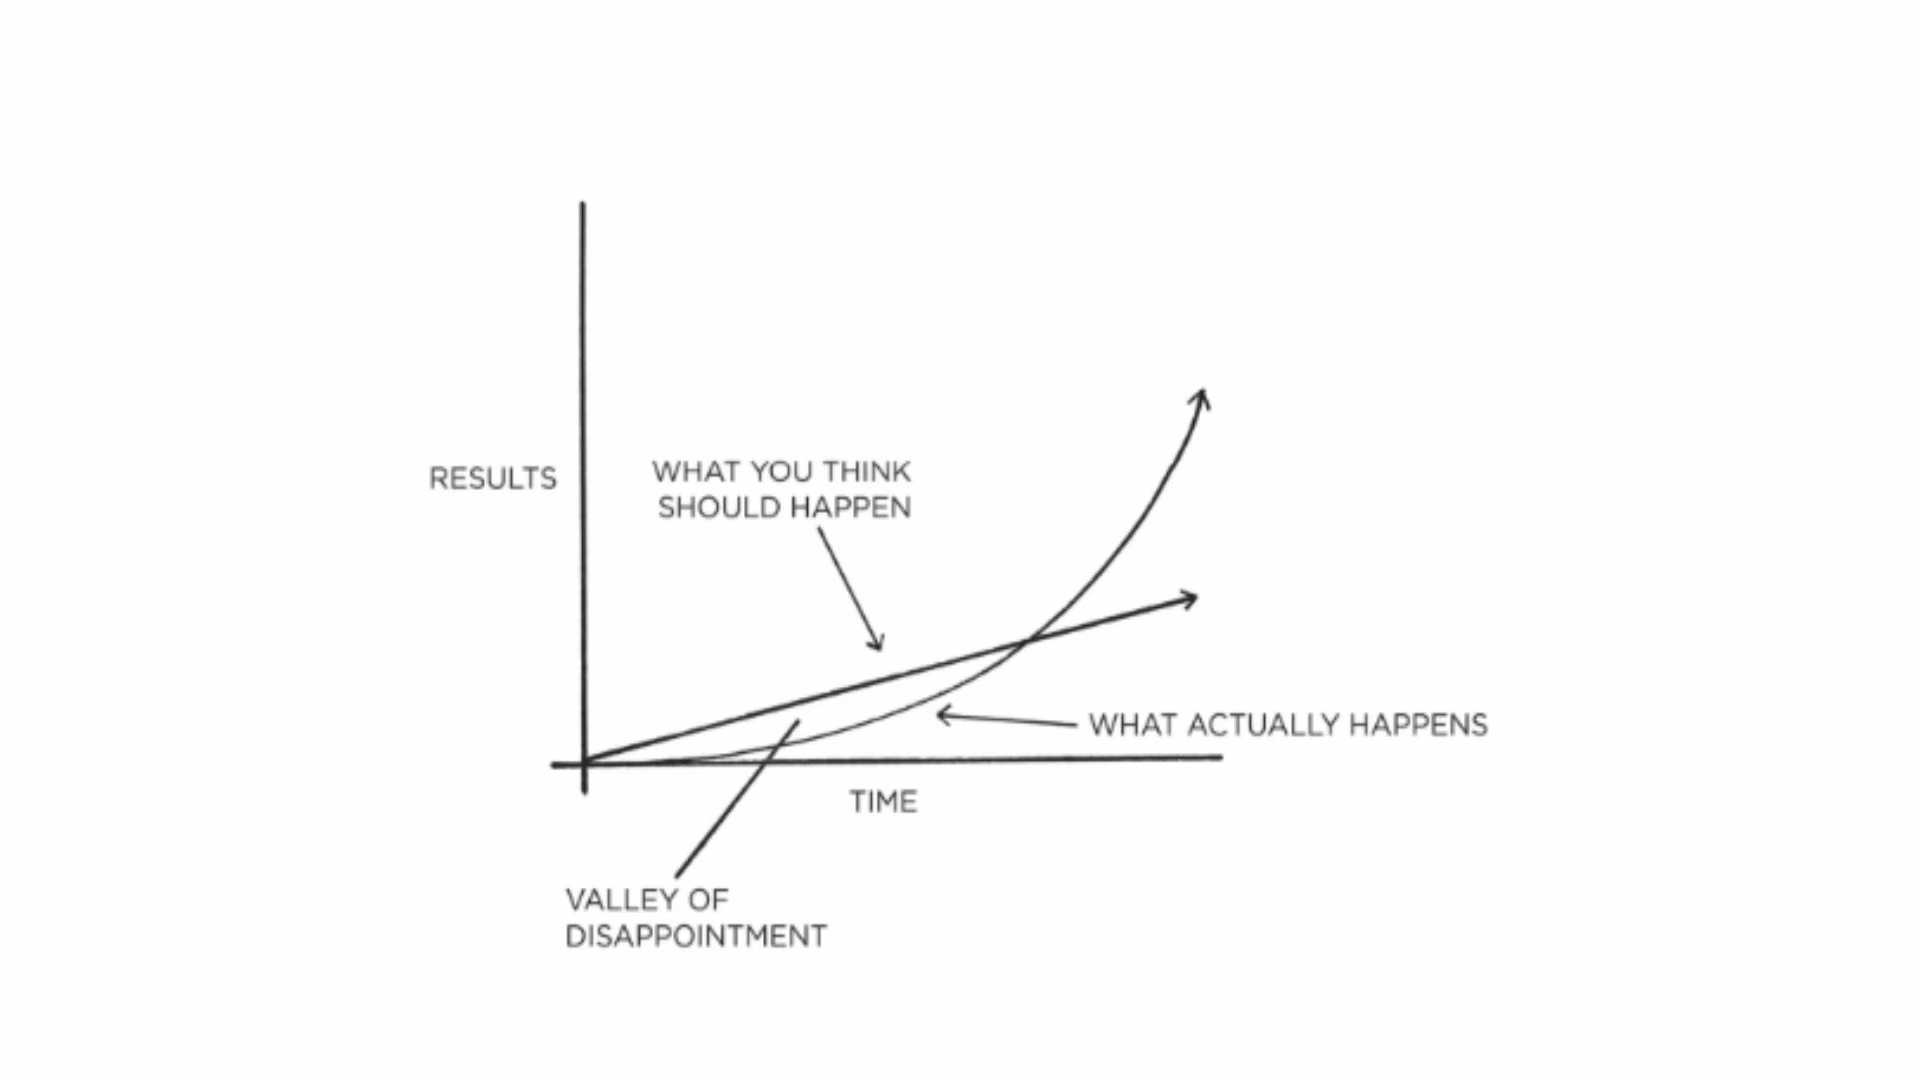 RESULTS
WHAT YOU THINK
SHOULD HAPPEN
WHAT ACTUALLY HAPPENS
TIME
VALLEY OF
DISAPPOINTMENT